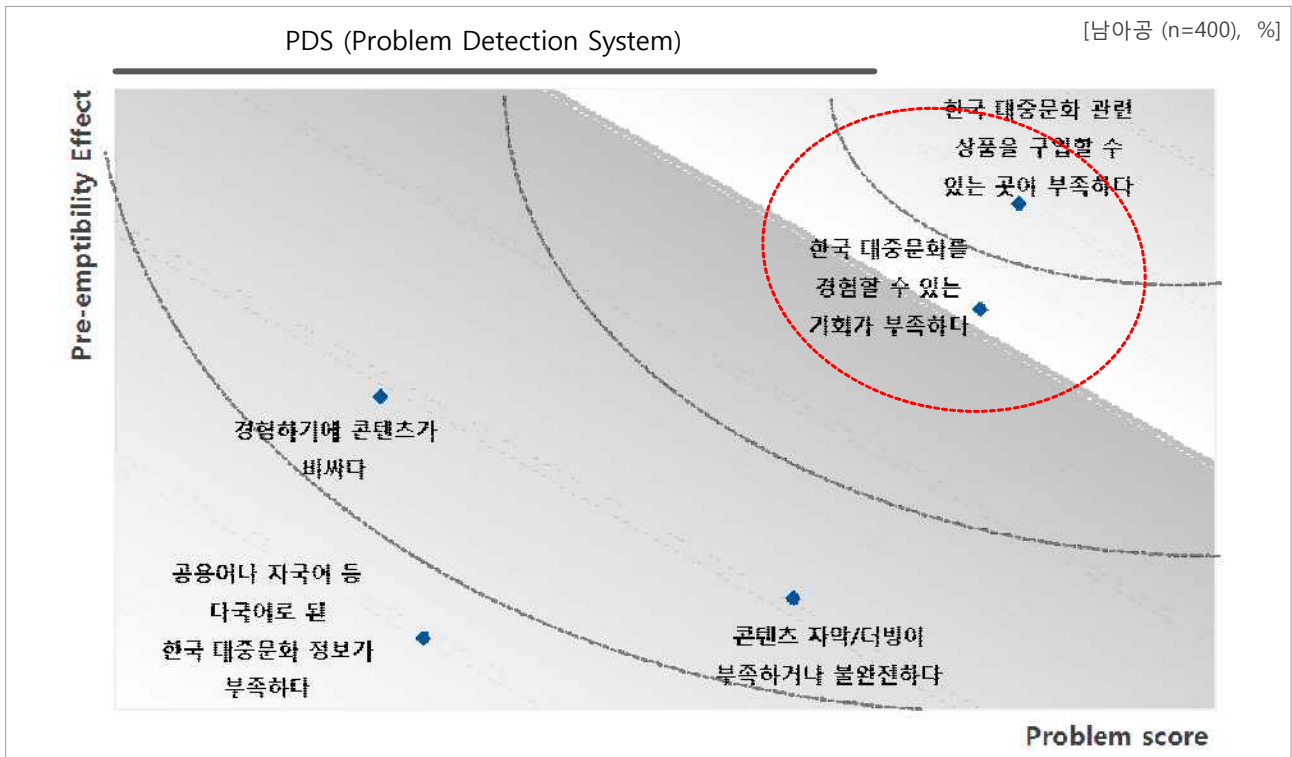 PDS (Problem Detection System)
[남아공 (n=400), %]
Pre-emptibility Effect
한국 대중문화 관련
상품을 구입할 수
있는 곳이 부족하다
한국 대중문화를
경험할 수 있는
기회가 부족하다
경험하기에 콘텐츠가
비싸다
공용어나 자국어 등
다국어로 된
한국 대중문화 정보가
부족하다
콘텐츠 자막/더빙이
부족하거나 불완전하다
Problem score